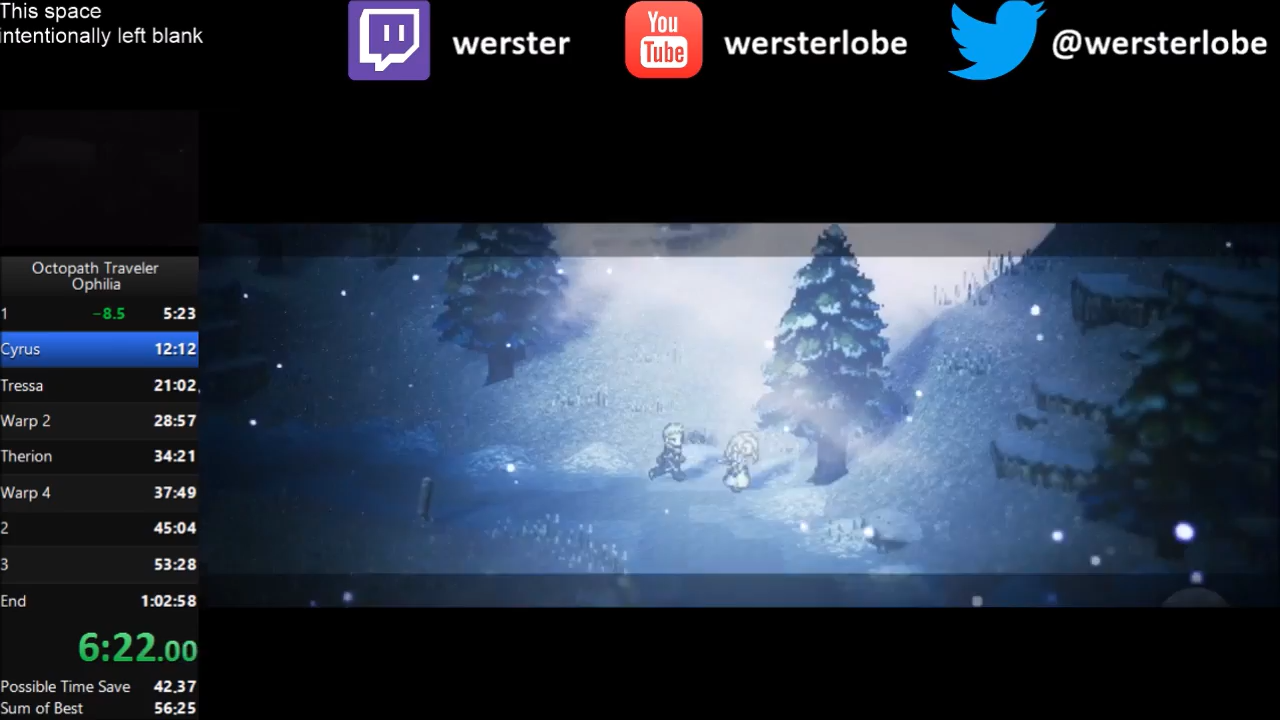 This space
intentionally left blank
werster
You
Tube
wersterlobe
@wersterlobe
Octopath Traveler
Ophilia
1 -8.5 5:23
Cyrus 12:12
Tressa 21:02
Warp 2 28:57
Therion 34:21
Warp 4 37:49
2 45:04
3 53:28
End 1:02:58
6:22.00
Possible Time Save 42.37
Sum of Best 56:25